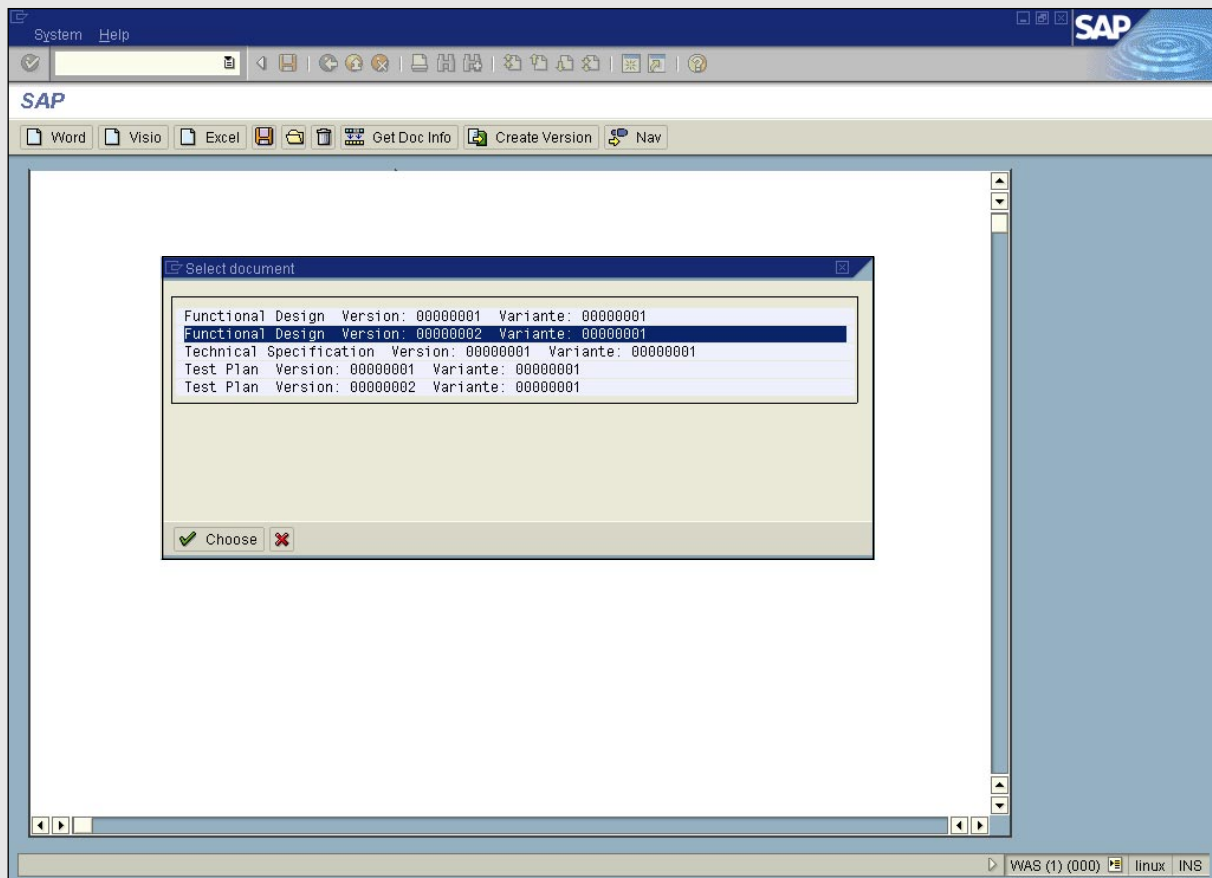 System Help
SAP
SAP
Word Visio Excel Get Doc Info Create Version Nav
Select document
Functional Design Version: 00000001 Variante: 00000001
Functional Design Version: 00000002 Variante: 00000001
Technical Specification Version: 00000001 Variante: 00000001
Test Plan Version: 00000001 Variante: 00000001
Test Plan Version: 00000002 Variante: 00000001
Choose
WAS (1) (000) linux INS